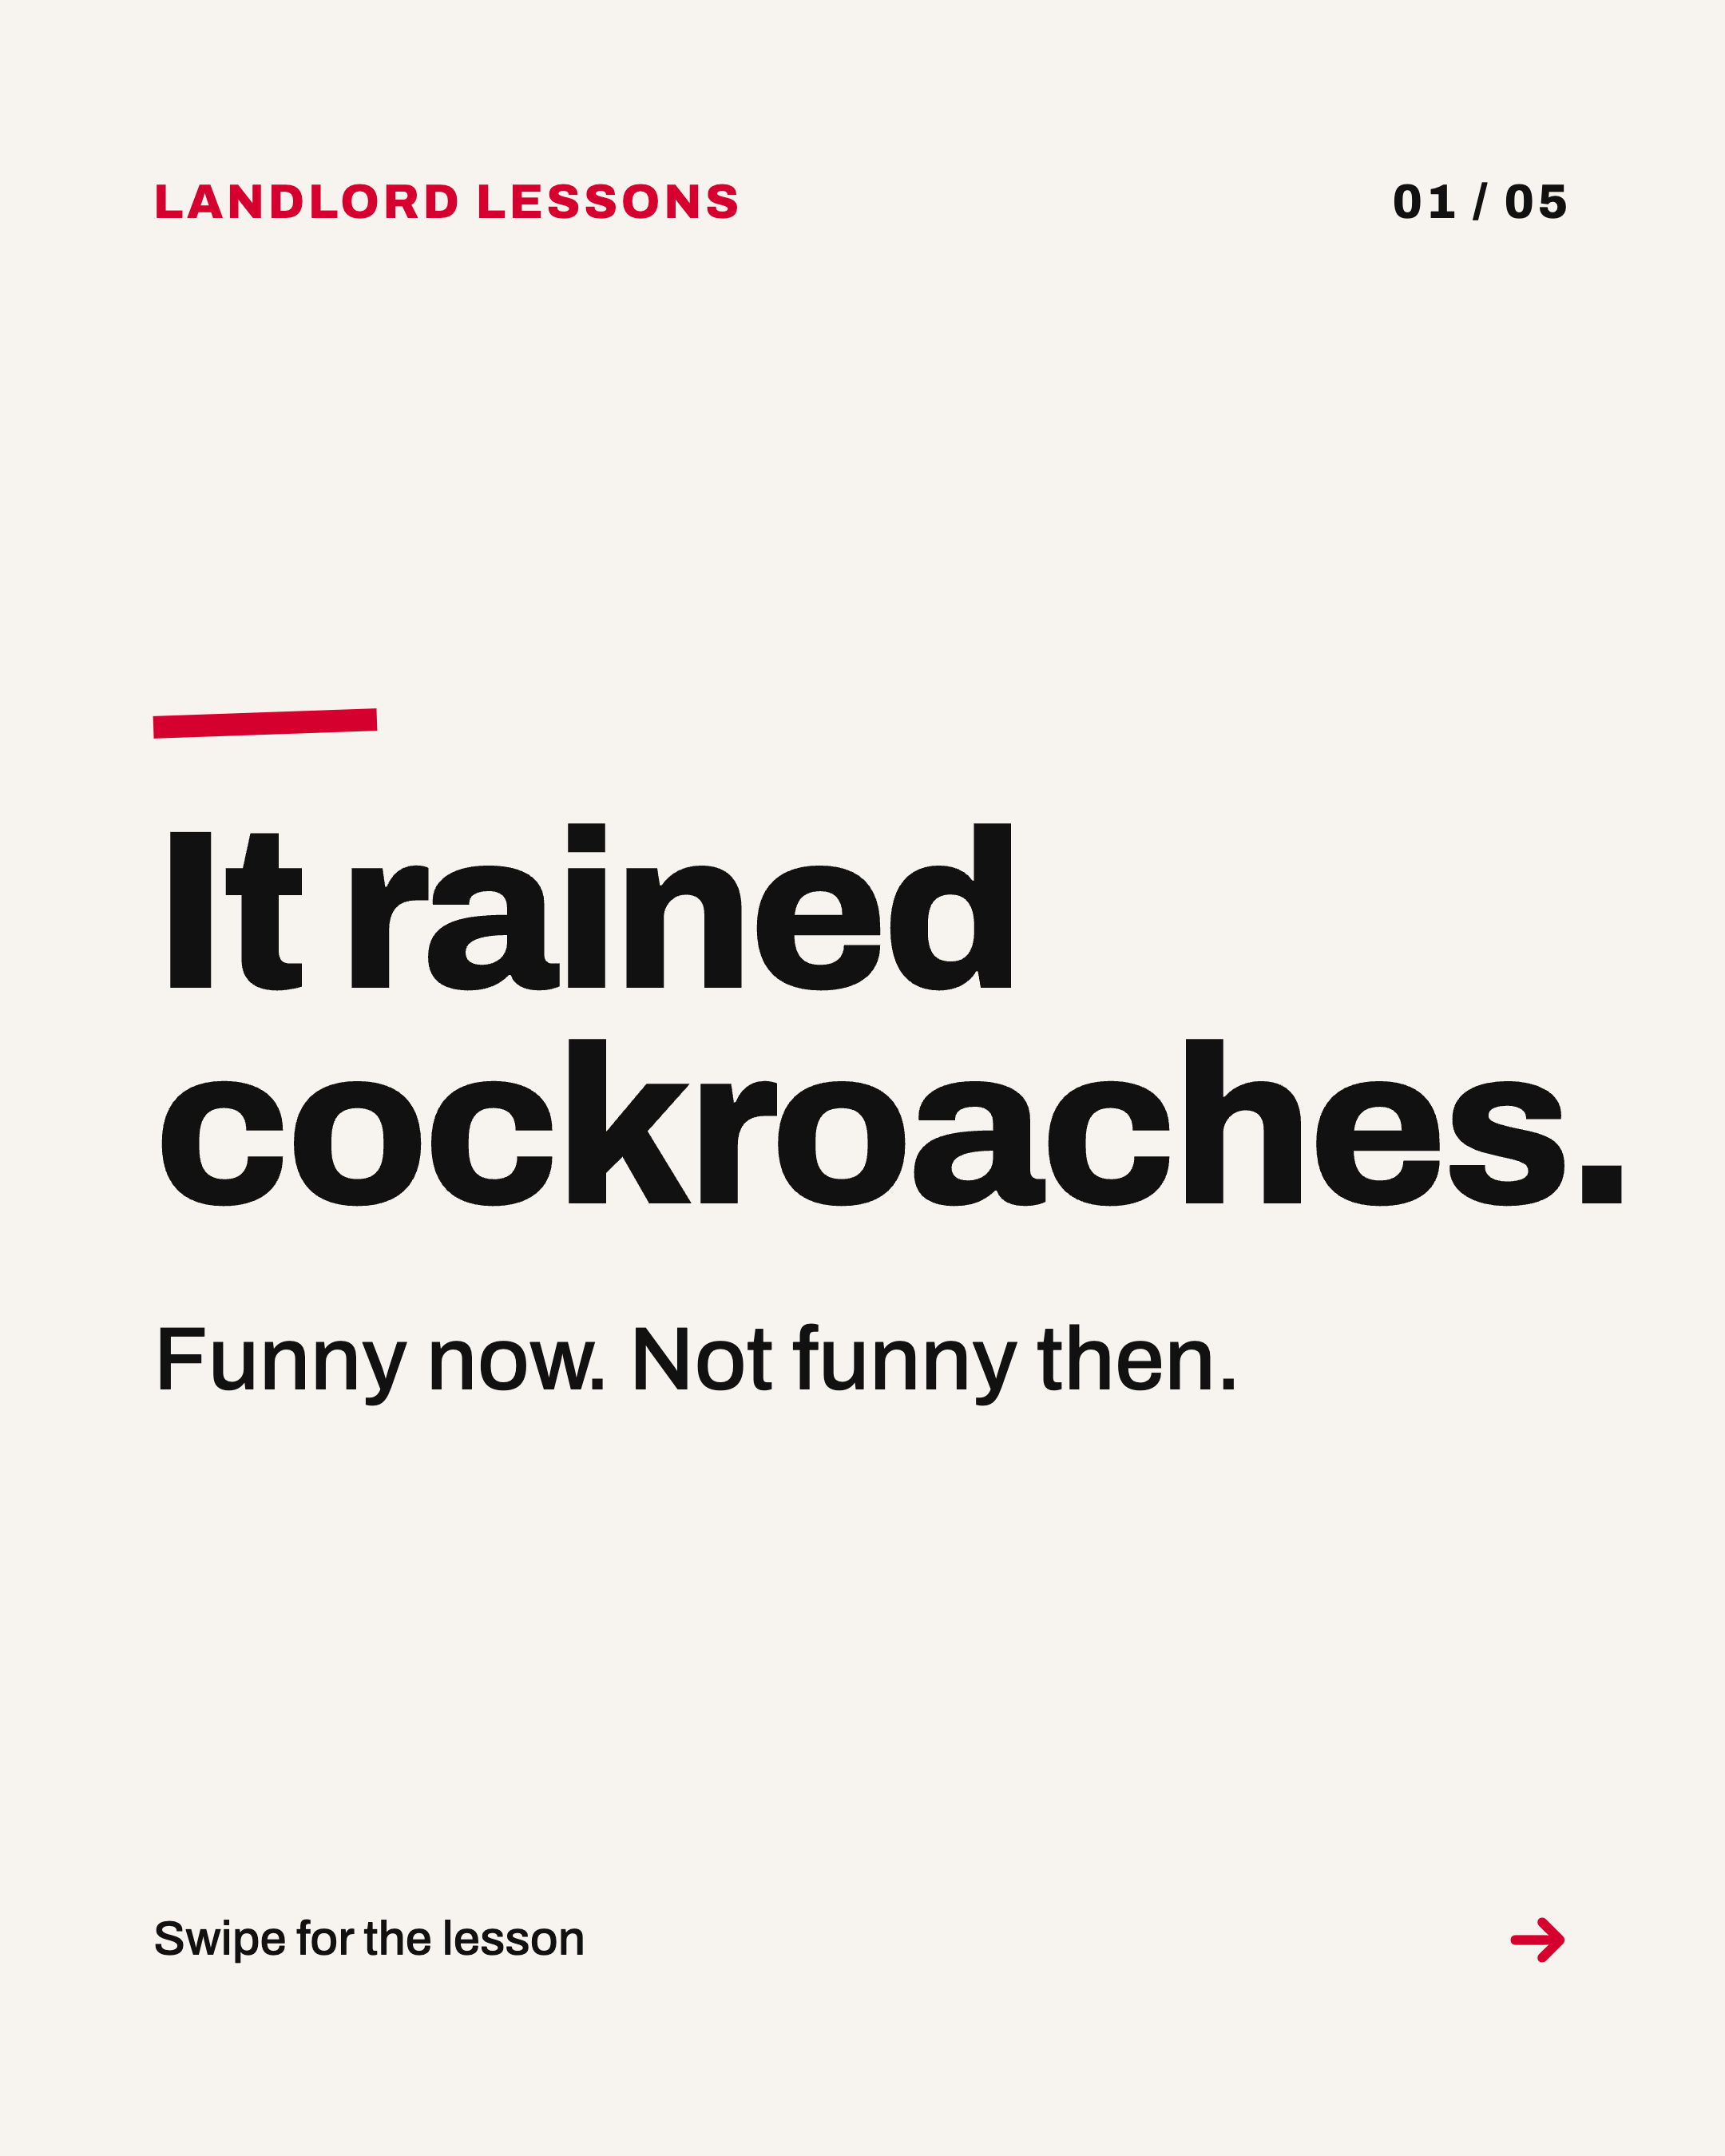 LANDLORD LESSONS
01 / 05
It rained
cockroaches.
Funny now. Not funny then.
Swipe for the lesson